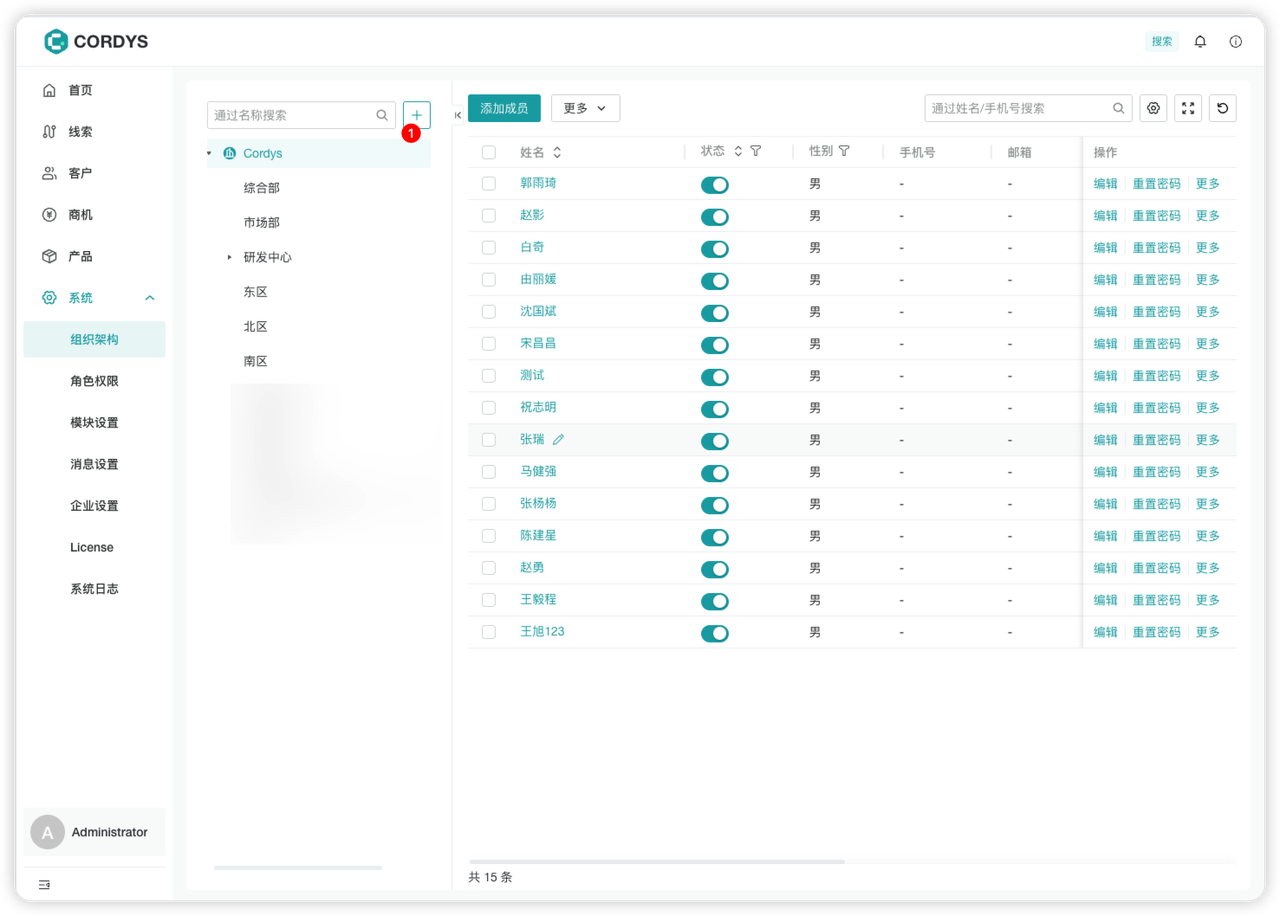 CORDYS
搜索
首页
线索
客户
商机
产品
系统
组织架构
角色权限
模块设置
消息设置
企业设置
License
系统日志
A Administrator
通过名称搜索
1
Cordys
综合部
市场部
研发中心
东区
北区
南区
添加成员 更多 通过姓名/手机号搜索
姓名 状态 性别 手机号 邮箱 操作
郭雨琦 男 - - 编辑 重置密码 更多
赵影 男 - - 编辑 重置密码 更多
白奇 男 - - 编辑 重置密码 更多
由丽媛 男 - - 编辑 重置密码 更多
沈国斌 男 - - 编辑 重置密码 更多
宋昌昌 男 - - 编辑 重置密码 更多
测试 男 - - 编辑 重置密码 更多
祝志明 男 - - 编辑 重置密码 更多
张瑞 男 - - 编辑 重置密码 更多
马健强 男 - - 编辑 重置密码 更多
张杨杨 男 - - 编辑 重置密码 更多
陈建星 男 - - 编辑 重置密码 更多
赵勇 男 - - 编辑 重置密码 更多
王毅程 男 - - 编辑 重置密码 更多
王旭123 男 - - 编辑 重置密码 更多
共 15 条